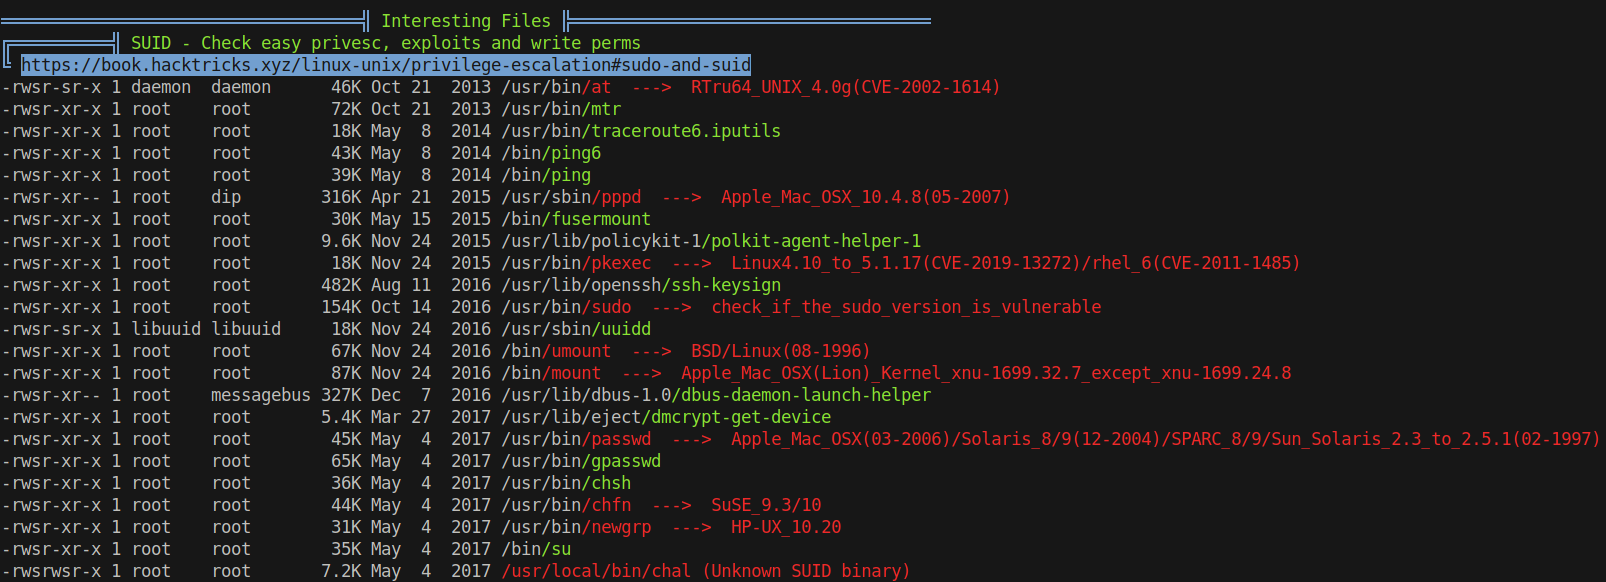 Interesting Files
SUID - Check easy privesc, exploits and write perms
https://book.hacktricks.xyz/linux-unix/privilege-escalation#sudo-and-suid
-rwsr-sr-x 1 daemon  daemon      46K Oct 21  2013 /usr/bin/at  --->  RTru64_UNIX_4.0g(CVE-2002-1614)
-rwsr-xr-x 1 root    root        72K Oct 21  2013 /usr/bin/mtr
-rwsr-xr-x 1 root    root        18K May  8  2014 /usr/bin/traceroute6.iputils
-rwsr-xr-x 1 root    root        43K May  8  2014 /bin/ping6
-rwsr-xr-x 1 root    root        39K May  8  2014 /bin/ping
-rwsr-xr-- 1 root    dip        316K Apr 21  2015 /usr/sbin/pppd  --->  Apple_Mac_OSX_10.4.8(05-2007)
-rwsr-xr-x 1 root    root        30K May 15  2015 /bin/fusermount
-rwsr-xr-x 1 root    root       9.6K Nov 24  2015 /usr/lib/policykit-1/polkit-agent-helper-1
-rwsr-xr-x 1 root    root        18K Nov 24  2015 /usr/bin/pkexec  --->  Linux4.10_to_5.1.17(CVE-2019-13272)/rhel_6(CVE-2011-1485)
-rwsr-xr-x 1 root    root       482K Aug 11  2016 /usr/lib/openssh/ssh-keysign
-rwsr-xr-x 1 root    root       154K Oct 14  2016 /usr/bin/sudo  --->  check_if_the_sudo_version_is_vulnerable
-rwsr-sr-x 1 libuuid libuuid     18K Nov 24  2016 /usr/sbin/uuidd
-rwsr-xr-x 1 root    root        67K Nov 24  2016 /bin/umount  --->  BSD/Linux(08-1996)
-rwsr-xr-x 1 root    root        87K Nov 24  2016 /bin/mount  --->  Apple_Mac_OSX(Lion)_Kernel_xnu-1699.32.7_except_xnu-1699.24.8
-rwsr-xr-- 1 root    messagebus 327K Dec  7  2016 /usr/lib/dbus-1.0/dbus-daemon-launch-helper
-rwsr-xr-x 1 root    root       5.4K Mar 27  2017 /usr/lib/eject/dmcrypt-get-device
-rwsr-xr-x 1 root    root        45K May  4  2017 /usr/bin/passwd  --->  Apple_Mac_OSX(03-2006)/Solaris_8/9(12-2004)/SPARC_8/9/Sun_Solaris_2.3_to_2.5.1(02-1997)
-rwsr-xr-x 1 root    root        65K May  4  2017 /usr/bin/gpasswd
-rwsr-xr-x 1 root    root        36K May  4  2017 /usr/bin/chsh
-rwsr-xr-x 1 root    root        44K May  4  2017 /usr/bin/chfn  --->  SuSE_9.3/10
-rwsr-xr-x 1 root    root        31K May  4  2017 /usr/bin/newgrp  --->  HP-UX_10.20
-rwsr-xr-x 1 root    root        35K May  4  2017 /bin/su
-rwsrwsr-x 1 root    root       7.2K May  4  2017 /usr/local/bin/chal (Unknown SUID binary)